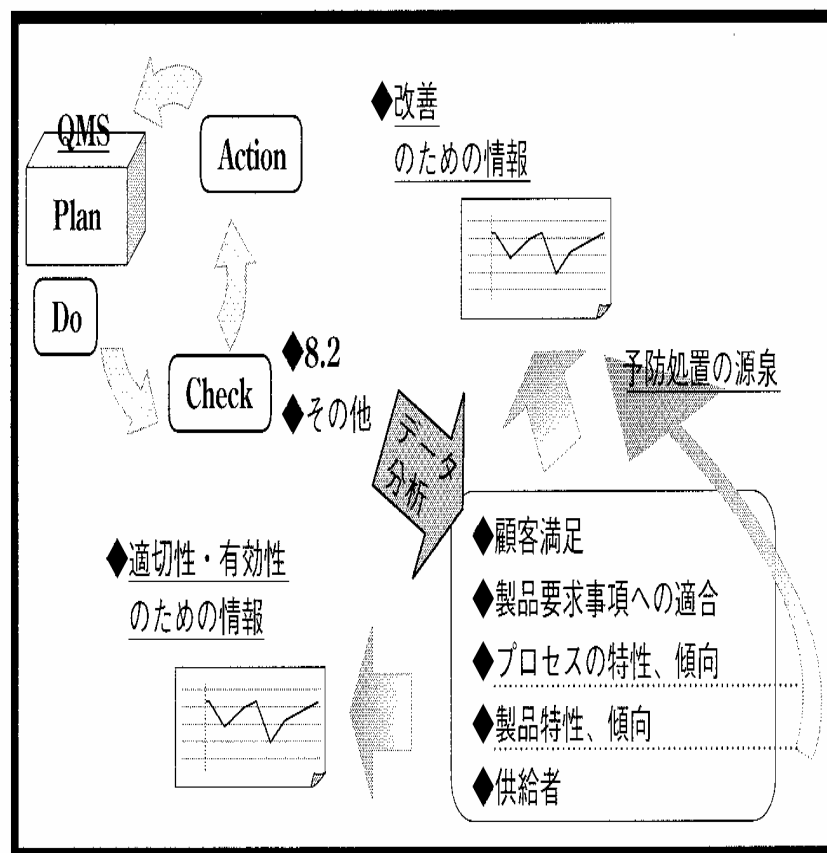 QMS
Plan
Do
Check
Action
◆8.2
◆その他
データ
分析
◆改善
のための情報
予防処置の源泉
◆顧客満足
◆製品要求事項への適合
◆プロセスの特性、傾向
◆製品特性、傾向
◆供給者
◆適切性・有効性
のための情報